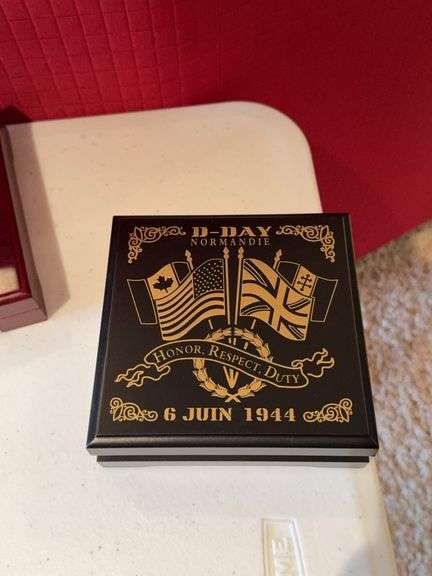 D-DAY
NORMANDIE
HONOR, RESPECT, DUTY
6 JUIN 1944